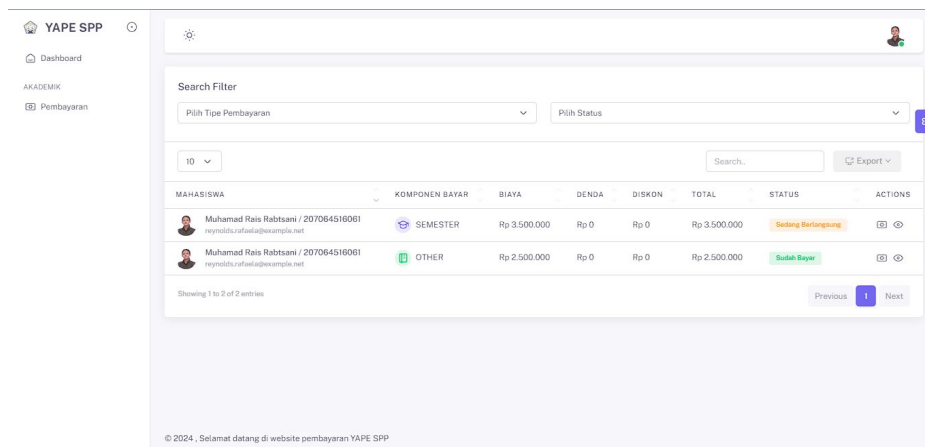 YAPE SPP
Dashboard
AKADEMIK
Pembayaran
Search Filter
Pilih Tipe Pembayaran
Pilih Status
10
Search..
Export
MAHASISWA KOMPONEN BAYAR BIAYA DENDA DISKON TOTAL STATUS ACTIONS
Muhamad Rais Rabtsani / 207064516061
reynolds.rafaela@example.net
SEMESTER Rp 3.500.000 Rp 0 Rp 0 Rp 3.500.000 Sedang Berlangsung
Muhamad Rais Rabtsani / 207064516061
reynolds.rafaela@example.net
OTHER Rp 2.500.000 Rp 0 Rp 0 Rp 2.500.000 Sudah Bayar
Showing 1 to 2 of 2 entries
Previous 1 Next
© 2024 , Selamat datang di website pembayaran YAPE SPP